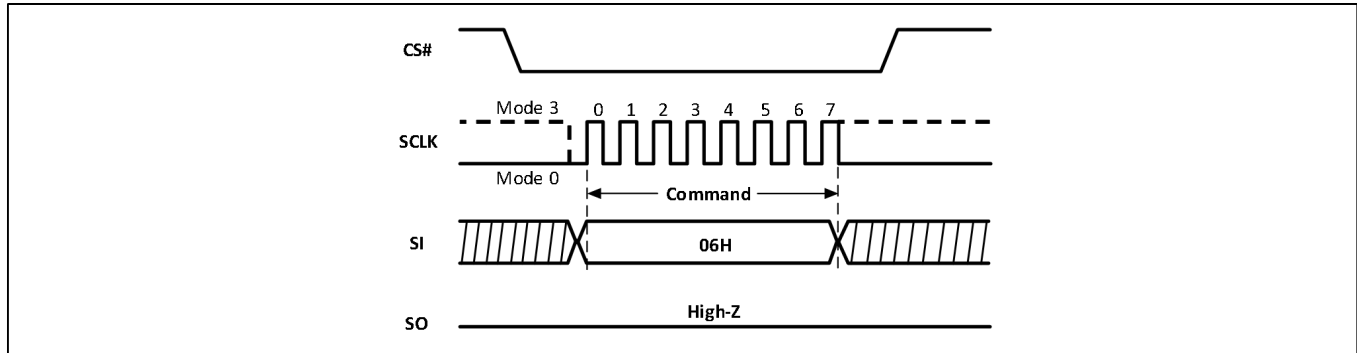 CS#
Mode 3 0 1 2 3 4 5 6 7
SCLK
Mode 0
Command
SI 06H
High-Z
SO